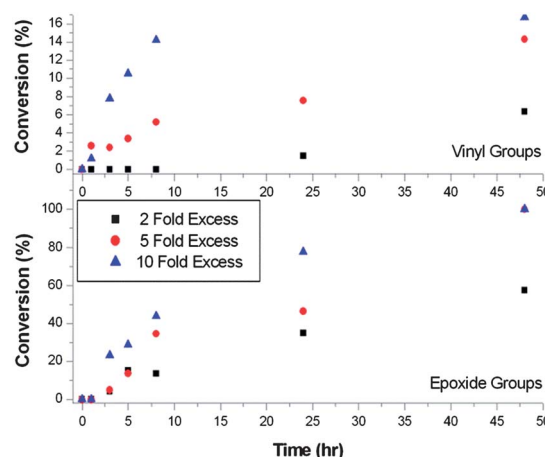 16
14
12
10
8
6
4
2
0
Conversion (%)
Vinyl Groups
0 5 10 15 20 25 30 35 40 45 50
100
80
60
40
20
0
Conversion (%)
2 Fold Excess
5 Fold Excess
10 Fold Excess
Epoxide Groups
0 5 10 15 20 25 30 35 40 45 50
Time (hr)